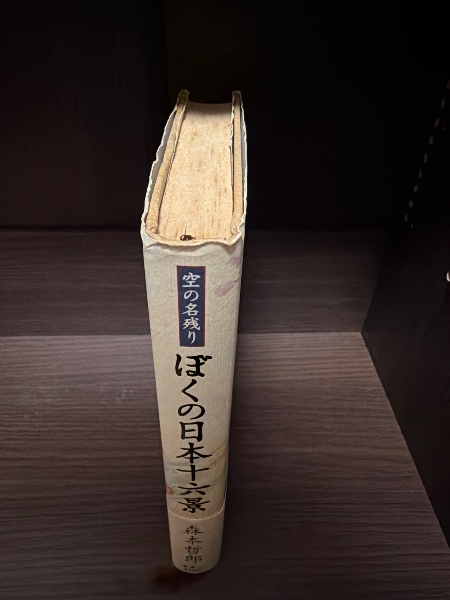 空の名残り
ぼくの日本十六景
森本哲郎